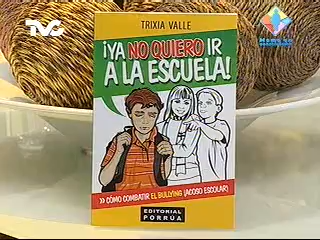 TVC
TRIXIA VALLE
¡YA NO QUIERO IR
A LA ESCUELA!
>> CÓMO COMBATIR EL BULLYING ¡ACOSO ESCOLAR!
EDITORIAL
PORRÚA